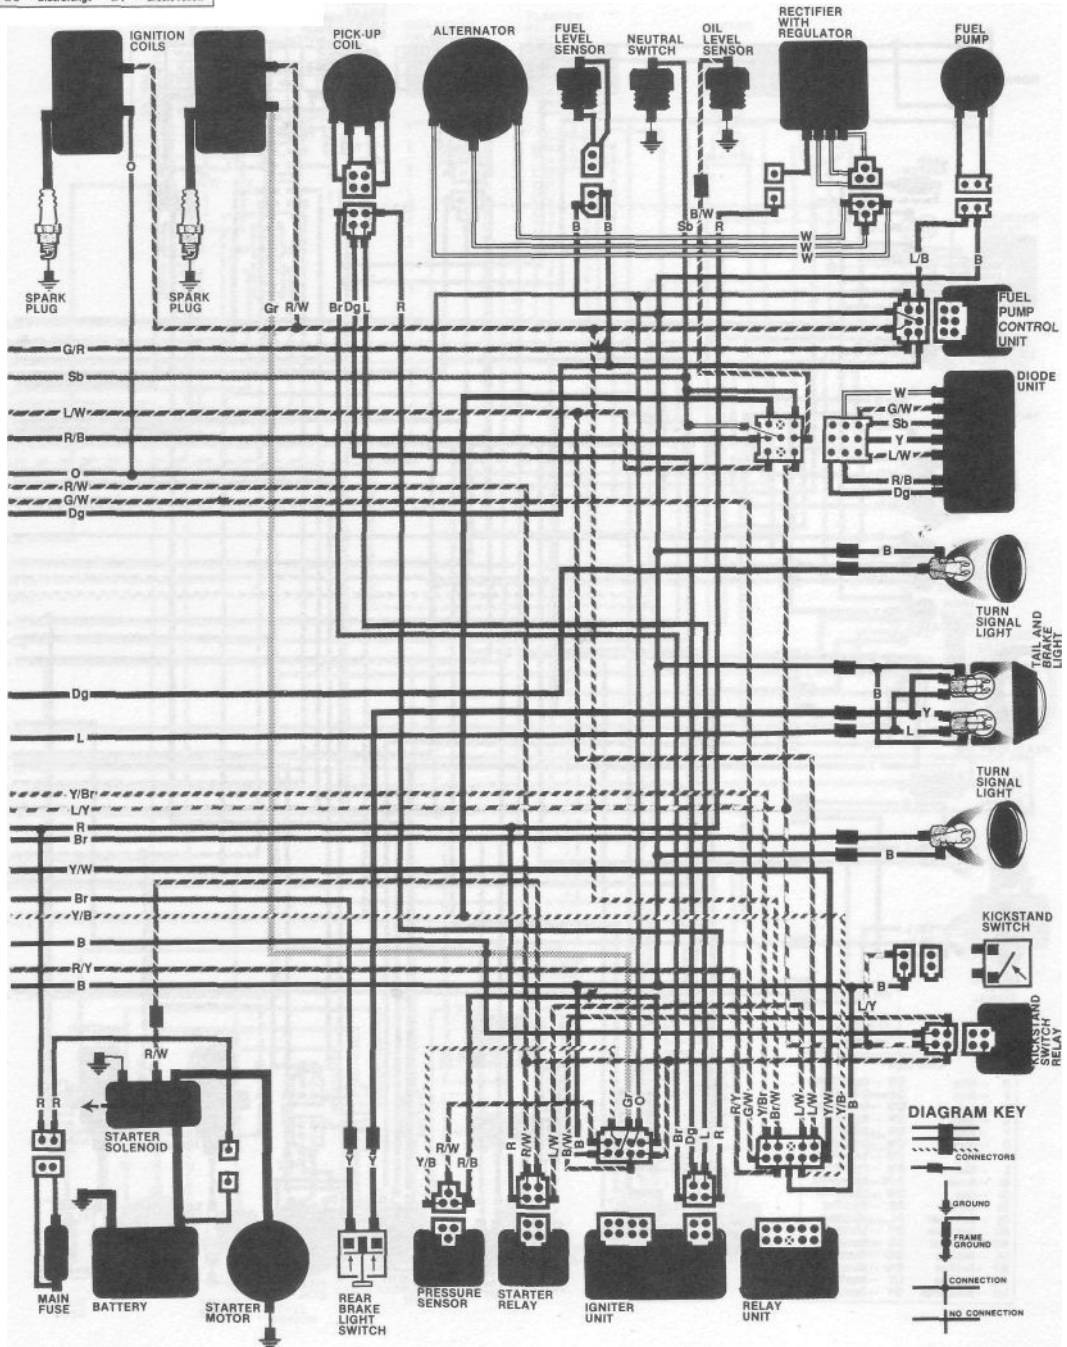 IGNITION
COILS
PICK-UP
COIL
ALTERNATOR
FUEL
LEVEL
SENSOR
NEUTRAL
SWITCH
OIL
LEVEL
SENSOR
RECTIFIER
WITH
REGULATOR
FUEL
PUMP
O
B/W
B
B
Sb
R
W
W
W
L/B
B
SPARK
PLUG
SPARK
PLUG
Gr
R/W
Br
Dg
L
R
FUEL
PUMP
CONTROL
UNIT
G/R
Sb
L/W
R/B
O
R/W
G/W
Dg
DIODE
UNIT
W
G/W
Sb
Y
L/W
R/B
Dg
B
TURN
SIGNAL
LIGHT
TAIL AND
BRAKE
LIGHT
Dg
B
Y
L
L
TURN
SIGNAL
LIGHT
Y/Br
L/Y
R
Br
B
Y/W
Br
Y/B
B
R/Y
B
KICKSTAND
SWITCH
B
L/Y
KICKSTAND
SWITCH
RELAY
R/W
R
R
STARTER
SOLENOID
Gr
O
R/Y
G/W
Y/Br
Br/W
L/W
L/W
Y/W
Y/B
B
Y/B
R/W
R/B
R
R/W
L/W
B/W
B
Br
Dg
L
R
Y
Y
DIAGRAM KEY
CONNECTORS
GROUND
FRAME
GROUND
CONNECTION
NO CONNECTION
MAIN
FUSE
BATTERY
STARTER
MOTOR
REAR
BRAKE
LIGHT
SWITCH
PRESSURE
SENSOR
STARTER
RELAY
IGNITER
UNIT
RELAY
UNIT